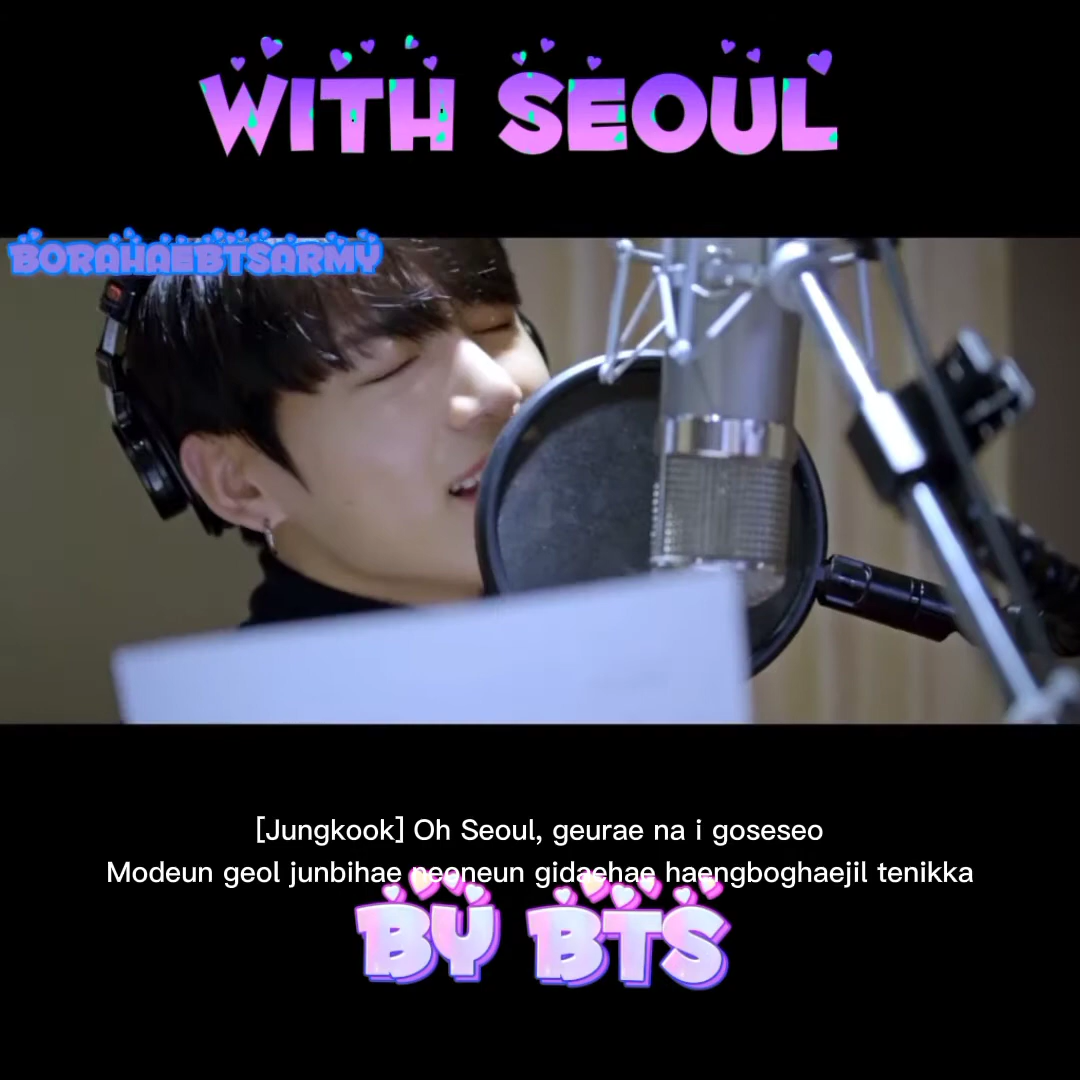 WITH SEOUL
BORAHAEBTSARMY
[Jungkook] Oh Seoul, geurae na i goseseo
Modeun geol junbihae neoneun gidaehae haengboghaejil tenikka
BY BTS